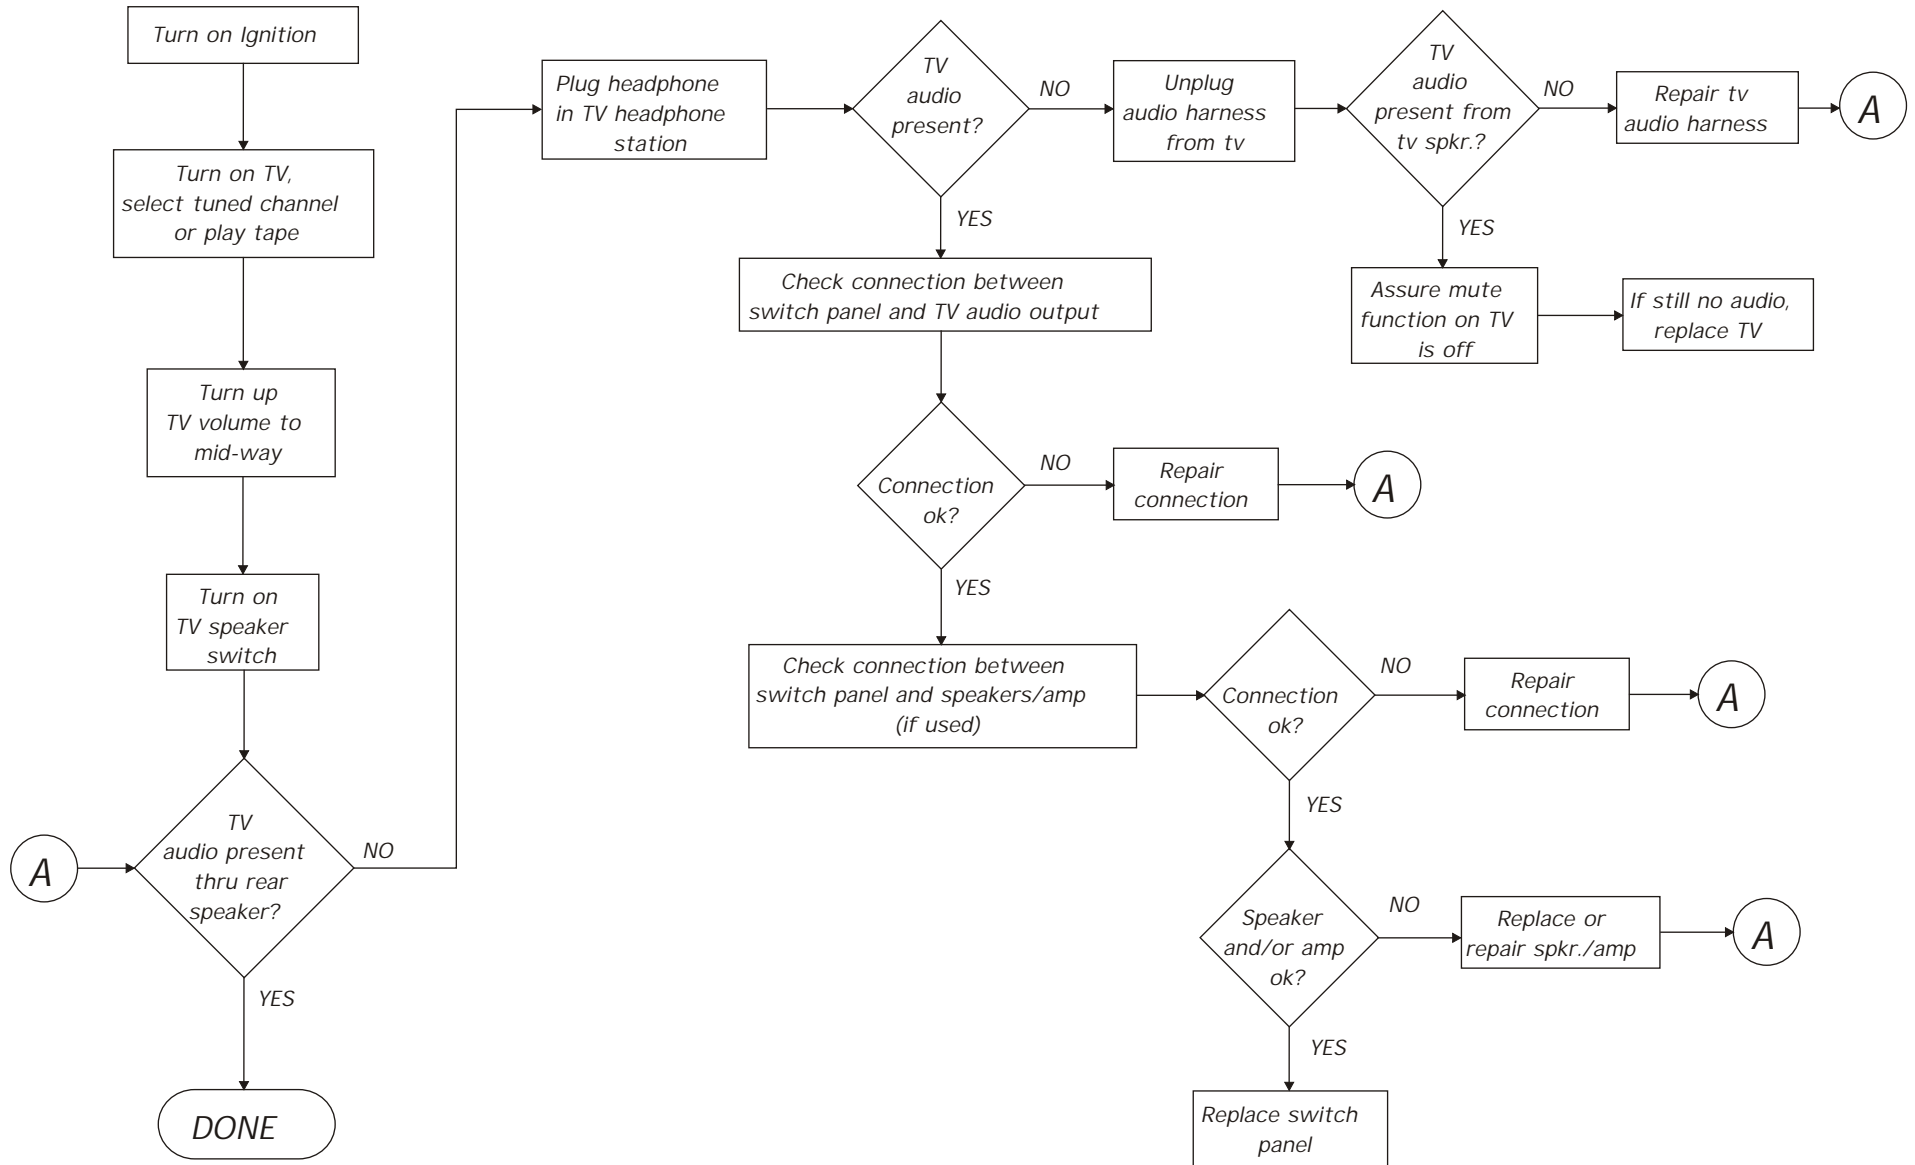 Turn on Ignition
Turn on TV,
select tuned channel
or play tape
Turn up
TV volume to
mid-way
Turn on
TV speaker
switch
A
TV
audio present
thru rear
speaker?
NO
YES
DONE
Plug headphone
in TV headphone
station
TV
audio
present?
NO
YES
Unplug
audio harness
from tv
TV
audio
present from
tv spkr.?
NO
YES
Repair tv
audio harness
A
Assure mute
function on TV
is off
If still no audio,
replace TV
Check connection between
switch panel and TV audio output
Connection
ok?
NO
YES
Repair
connection
A
Check connection between
switch panel and speakers/amp
(if used)
Connection
ok?
NO
YES
Repair
connection
A
Speaker
and/or amp
ok?
NO
YES
Replace or
repair spkr./amp
A
Replace switch
panel